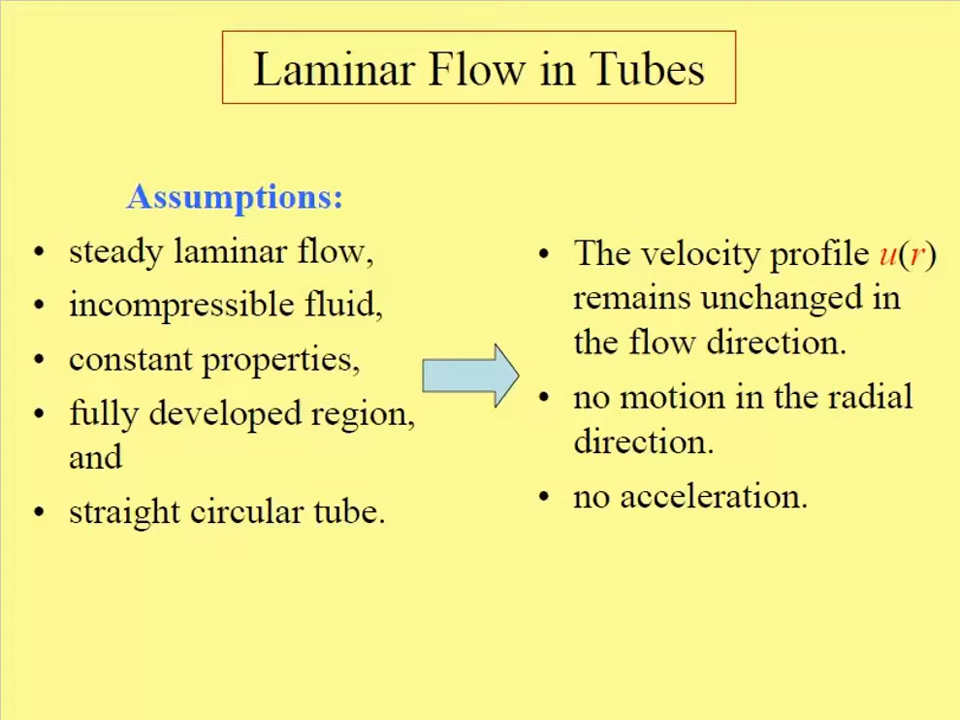 Laminar Flow in Tubes
Assumptions:
• steady laminar flow,
• incompressible fluid,
• constant properties,
• fully developed region,
and
• straight circular tube.
• The velocity profile u(r)
remains unchanged in
the flow direction.
• no motion in the radial
direction.
• no acceleration.